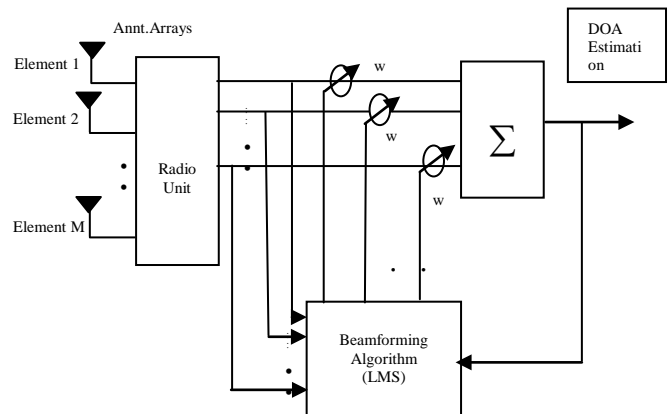 Annt.Arrays
Element 1
Element 2
Element M
Radio
Unit
w
w
w
Σ
DOA
Estimati
on
Beamforming
Algorithm
(LMS)